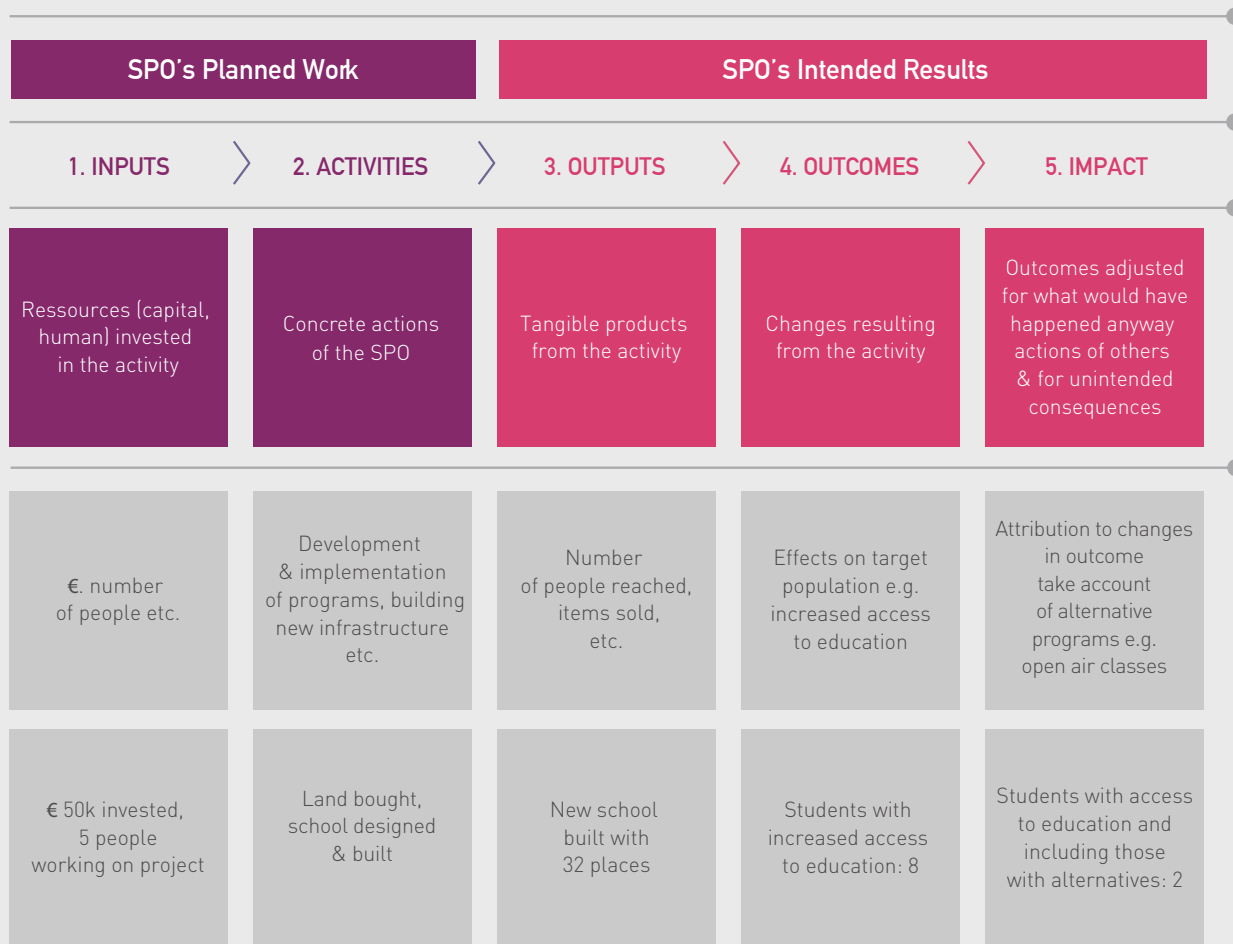 SPO’s Planned Work
SPO’s Intended Results
1. INPUTS
2. ACTIVITIES
3. OUTPUTS
4. OUTCOMES
5. IMPACT
Ressources (capital,
human) invested
in the activity
Concrete actions
of the SPO
Tangible products
from the activity
Changes resulting
from the activity
Outcomes adjusted
for what would have
happened anyway
actions of others
& for unintended
consequences
€. number
of people etc.
Development
& implementation
of programs, building
new infrastructure
etc.
Number
of people reached,
items sold,
etc.
Effects on target
population e.g.
increased access
to education
Attribution to changes
in outcome
take account
of alternative
programs e.g.
open air classes
€ 50k invested,
5 people
working on project
Land bought,
school designed
& built
New school
built with
32 places
Students with
increased access
to education: 8
Students with access
to education and
including those
with alternatives: 2